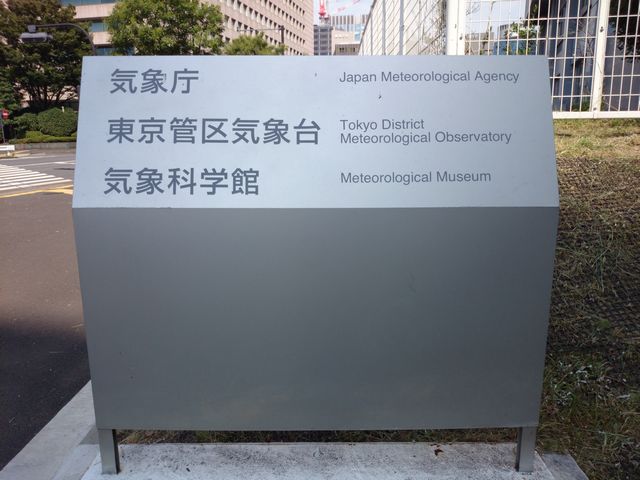 気象庁 Japan Meteorological Agency
東京管区気象台 Tokyo District
Meteorological Observatory
気象科学館 Meteorological Museum